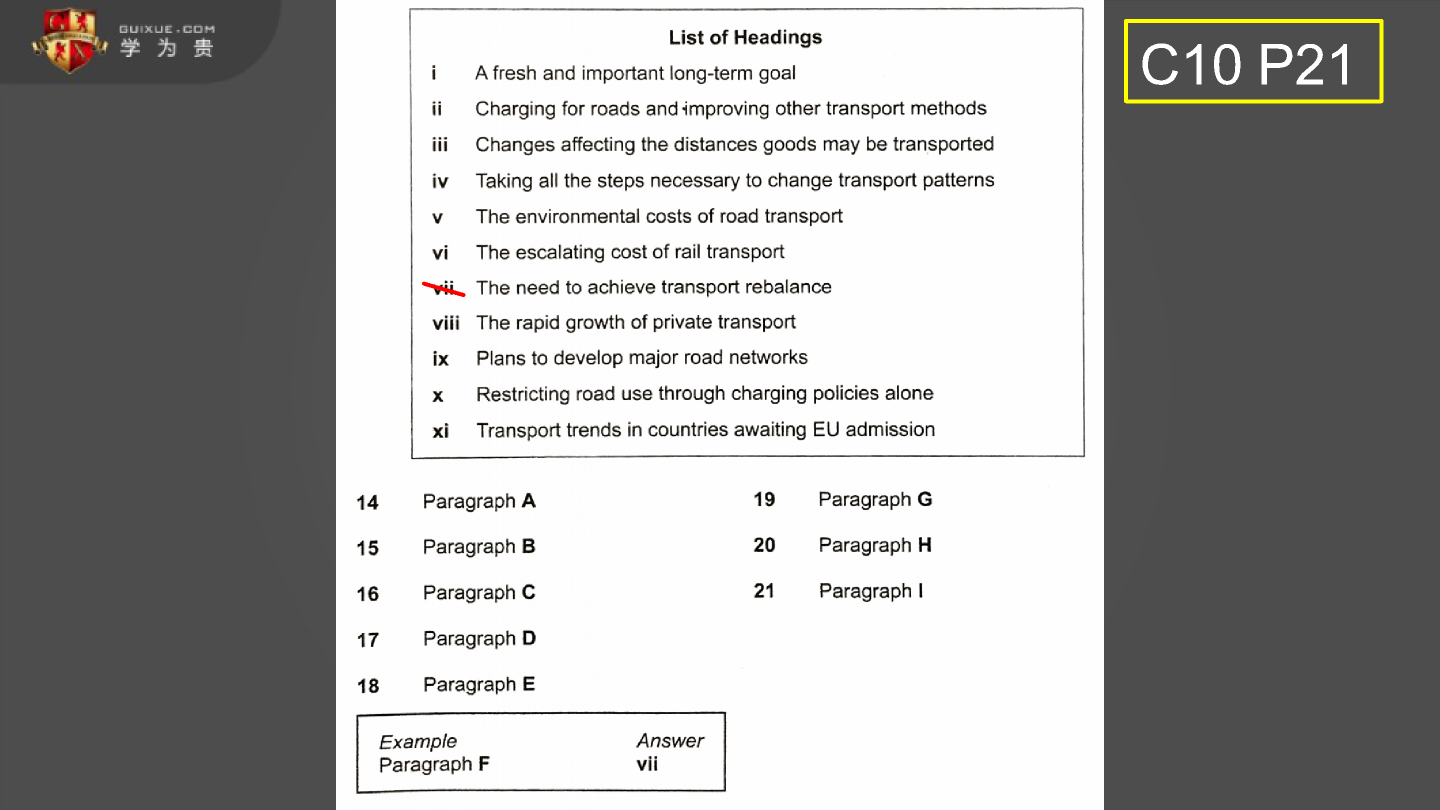 GUIXUE.COM
学为贵
C10 P21
List of Headings
i A fresh and important long-term goal
ii Charging for roads and improving other transport methods
iii Changes affecting the distances goods may be transported
iv Taking all the steps necessary to change transport patterns
v The environmental costs of road transport
vi The escalating cost of rail transport
vii The need to achieve transport rebalance
viii The rapid growth of private transport
ix Plans to develop major road networks
x Restricting road use through charging policies alone
xi Transport trends in countries awaiting EU admission
14 Paragraph A
15 Paragraph B
16 Paragraph C
17 Paragraph D
18 Paragraph E
19 Paragraph G
20 Paragraph H
21 Paragraph I
Example Answer
Paragraph F vii